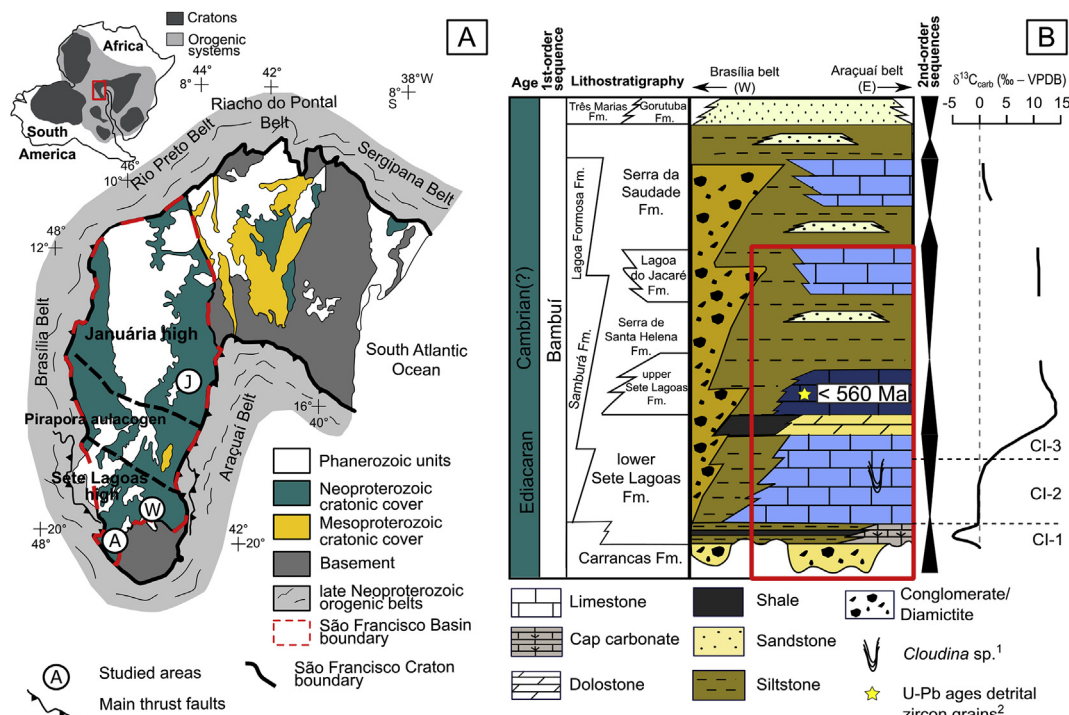 Cratons
Orogenic
systems
Africa
South
America
A
44°
8°
42°
38°W
8°
S
Riacho do Pontal
Belt
Rio Preto Belt
Sergipana Belt
46°
10°
48°
12°
Brasília Belt
Januária high
J
Pirapora aulacogen
Sete Lagoas
high
W
A
Araçuaí Belt
South Atlantic
Ocean
16°
40°
20°
48°
42°
20°
Phanerozoic units
Neoproterozoic
cratonic cover
Mesoproterozoic
cratonic cover
Basement
late Neoproterozoic
orogenic belts
São Francisco Basin
boundary
A Studied areas
Main thrust faults
São Francisco Craton
boundary
B
Age
1st-order
sequence
Lithostratigraphy
Brasília belt
(W)
Araçuaí belt
(E)
2nd-order
sequences
δ13Ccarb (‰ – VPDB)
-5 0 5 10 15
Ediacaran
Cambrian(?)
Bambuí
Três Marias
Fm.
Gorutuba
Fm.
Serra da
Saudade
Fm.
Lagoa Formosa Fm.
Lagoa
do Jacaré
Fm.
Serra de
Santa Helena
Fm.
Samburá Fm.
upper
Sete Lagoas
Fm.
lower
Sete Lagoas
Fm.
Carrancas Fm.
< 560 Ma
CI-3
CI-2
CI-1
Limestone
Cap carbonate
Dolostone
Shale
Sandstone
Siltstone
Conglomerate/
Diamictite
Cloudina sp.1
U-Pb ages detrital
zircon grains2